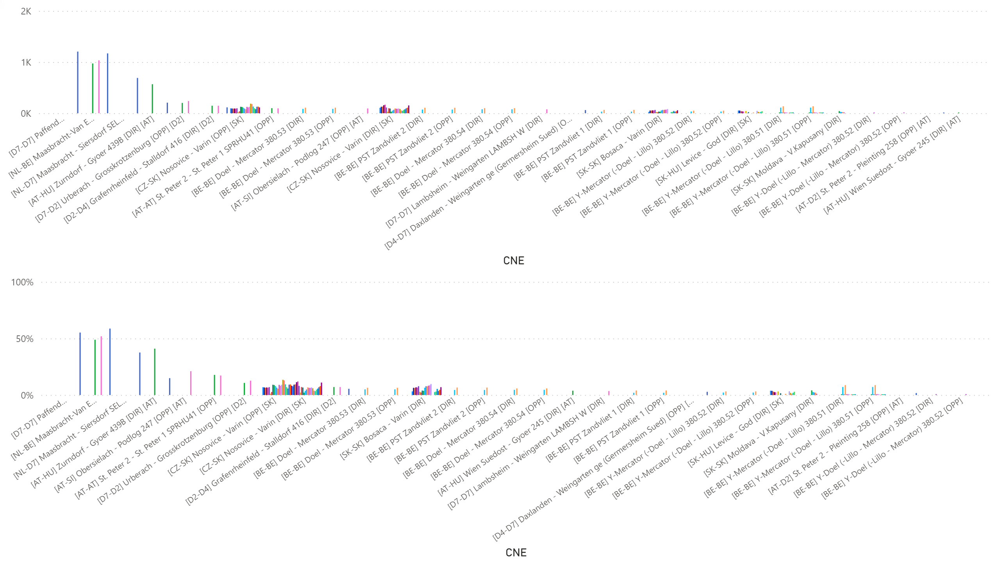 2K
1K
0K
[D7-D7] Paffend...
[NL-BE] Maasbracht-Van E...
[NL-D7] Maasbracht - Siersdorf SEL...
[AT-HU] Zurndorf - Gyoer 439B [DIR] [AT]
[D7-D2] Urberach - Grosskrotzenburg [OPP] [D2]
[D2-D4] Grafenrheinfeld - Stalldorf 416 [DIR] [D2]
[CZ-SK] Nosovice - Varin [OPP] [SK]
[AT-AT] St. Peter 2 - St. Peter 1 SPRHU41 [OPP]
[BE-BE] Doel - Mercator 380.53 [DIR]
[BE-BE] Doel - Mercator 380.53 [OPP]
[AT-SI] Obersielach - Podlog 247 [OPP] [AT]
[CZ-SK] Nosovice - Varin [DIR] [SK]
[BE-BE] PST Zandvliet 2 [DIR]
[BE-BE] PST Zandvliet 2 [OPP]
[BE-BE] Doel - Mercator 380.54 [DIR]
[BE-BE] Doel - Mercator 380.54 [OPP]
[D7-D7] Lambsheim - Weingarten LAMBSH W [DIR]
[D4-D7] Daxlanden - Weingarten ge (Germersheim Sued) [O...
[BE-BE] PST Zandvliet 1 [DIR]
[BE-BE] PST Zandvliet 1 [OPP]
[SK-SK] Bosaca - Varin [DIR]
[BE-BE] Y-Mercator (-Doel - Lillo) 380.52 [DIR]
[BE-BE] Y-Mercator (-Doel - Lillo) 380.52 [OPP]
[SK-HU] Levice - God [DIR] [SK]
[BE-BE] Y-Mercator (-Doel - Lillo) 380.51 [DIR]
[BE-BE] Y-Mercator (-Doel - Lillo) 380.51 [OPP]
[SK-SK] Moldava - V.Kapusany [DIR]
[BE-BE] Y-Doel (-Lillo - Mercator) 380.52 [DIR]
[BE-BE] Y-Doel (-Lillo - Mercator) 380.52 [OPP]
[AT-D2] St. Peter 2 - Pleinting 258 [OPP] [AT]
[AT-HU] Wien Suedost - Gyoer 245 [DIR] [AT]
CNE
100%
50%
0%
[D7-D7] Paffend...
[NL-BE] Maasbracht-Van E...
[NL-D7] Maasbracht - Siersdorf SEL...
[AT-HU] Zurndorf - Gyoer 439B [DIR] [AT]
[AT-SI] Obersielach - Podlog 247 [OPP] [AT]
[AT-AT] St. Peter 2 - St. Peter 1 SPRHU41 [OPP]
[D7-D2] Urberach - Grosskrotzenburg [OPP] [D2]
[CZ-SK] Nosovice - Varin [OPP] [SK]
[CZ-SK] Nosovice - Varin [DIR] [SK]
[D2-D4] Grafenrheinfeld - Stalldorf 416 [DIR] [D2]
[BE-BE] Doel - Mercator 380.53 [DIR]
[BE-BE] Doel - Mercator 380.53 [OPP]
[SK-SK] Bosaca - Varin [DIR]
[BE-BE] PST Zandvliet 2 [DIR]
[BE-BE] PST Zandvliet 2 [OPP]
[BE-BE] Doel - Mercator 380.54 [DIR]
[BE-BE] Doel - Mercator 380.54 [OPP]
[AT-HU] Wien Suedost - Gyoer 245 [DIR] [AT]
[D7-D7] Lambsheim - Weingarten LAMBSH W [DIR]
[BE-BE] PST Zandvliet 1 [DIR]
[BE-BE] PST Zandvliet 1 [OPP]
[D4-D7] Daxlanden - Weingarten ge (Germersheim Sued) [OPP] [...
[BE-BE] Y-Mercator (-Doel - Lillo) 380.52 [DIR]
[BE-BE] Y-Mercator (-Doel - Lillo) 380.52 [OPP]
[SK-HU] Levice - God [DIR] [SK]
[SK-SK] Moldava - V.Kapusany [DIR]
[BE-BE] Y-Mercator (-Doel - Lillo) 380.51 [DIR]
[BE-BE] Y-Mercator (-Doel - Lillo) 380.51 [OPP]
[AT-D2] St. Peter 2 - Pleinting 258 [OPP] [AT]
[BE-BE] Y-Doel (-Lillo - Mercator) 380.52 [DIR]
[BE-BE] Y-Doel (-Lillo - Mercator) 380.52 [OPP]
CNE